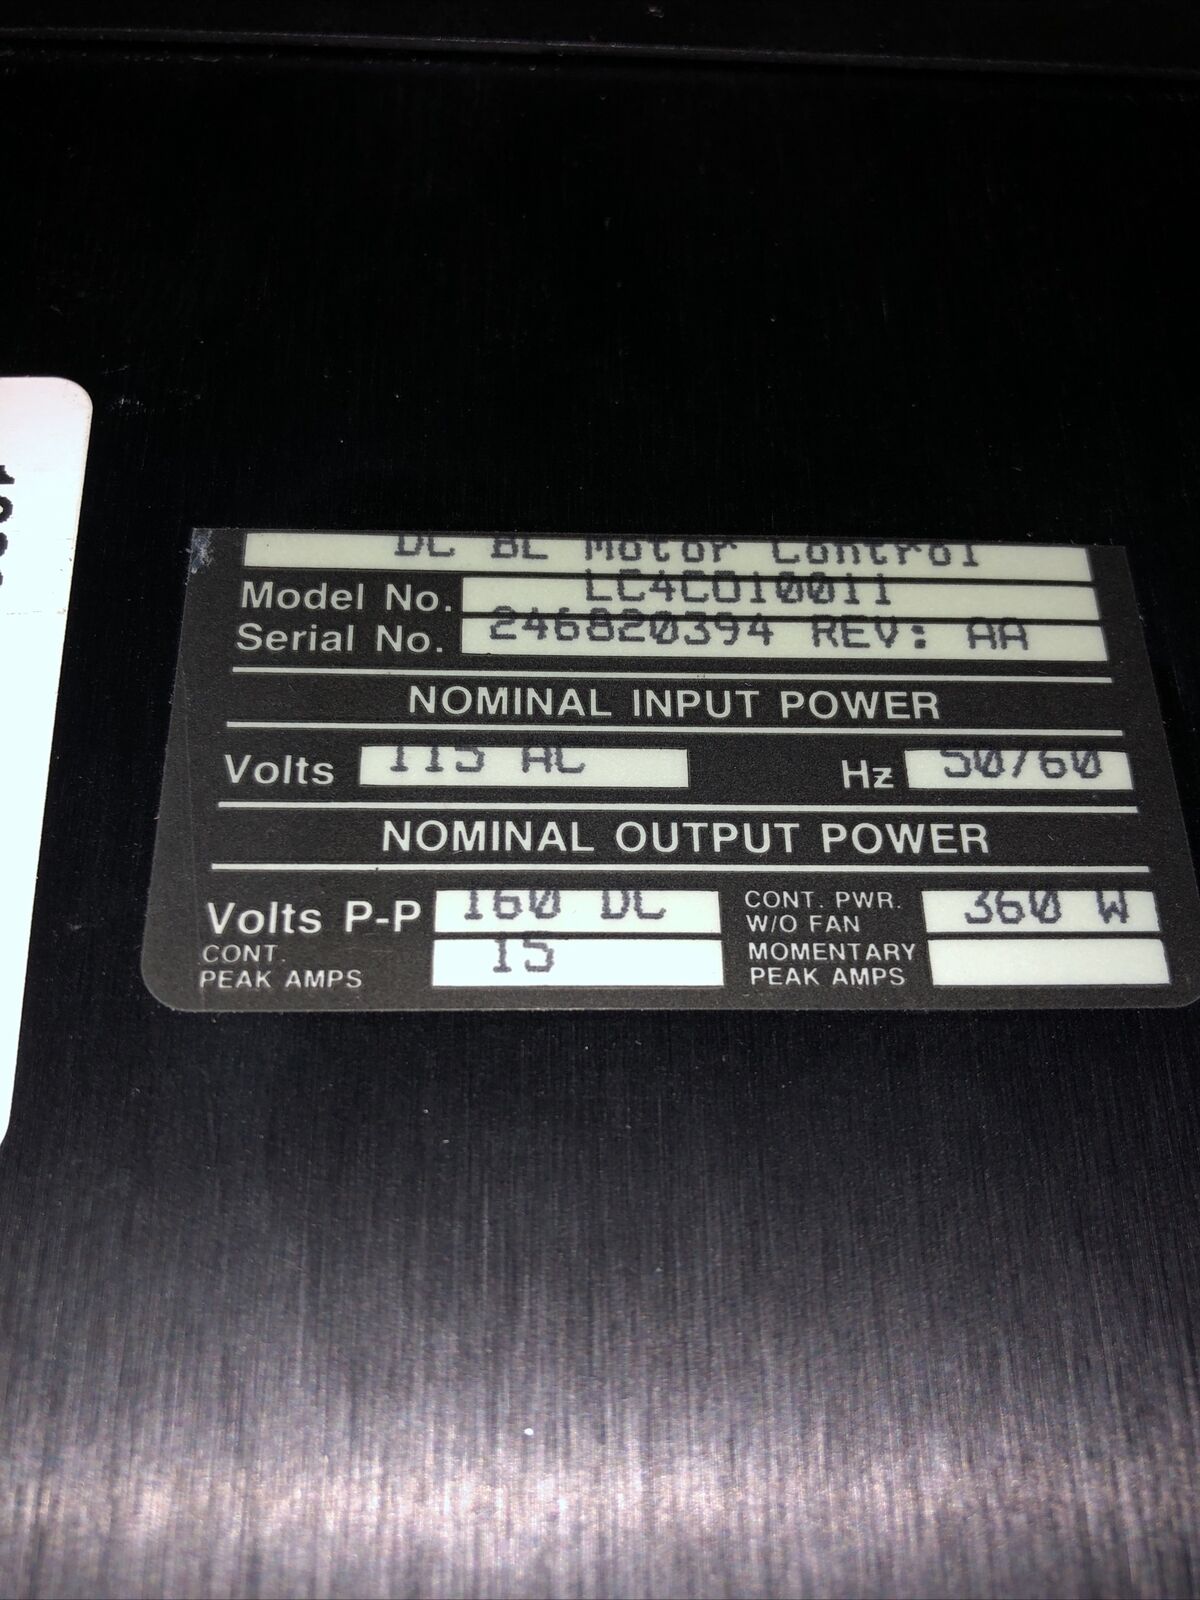 DC BL Motor Control
Model No. LC4C010011
Serial No. 246820394 REV: AA
NOMINAL INPUT POWER
Volts 115 AC Hz 50/60
NOMINAL OUTPUT POWER
Volts P-P 160 DC CONT. PWR. W/O FAN 360 W
CONT. PEAK AMPS 15 MOMENTARY PEAK AMPS